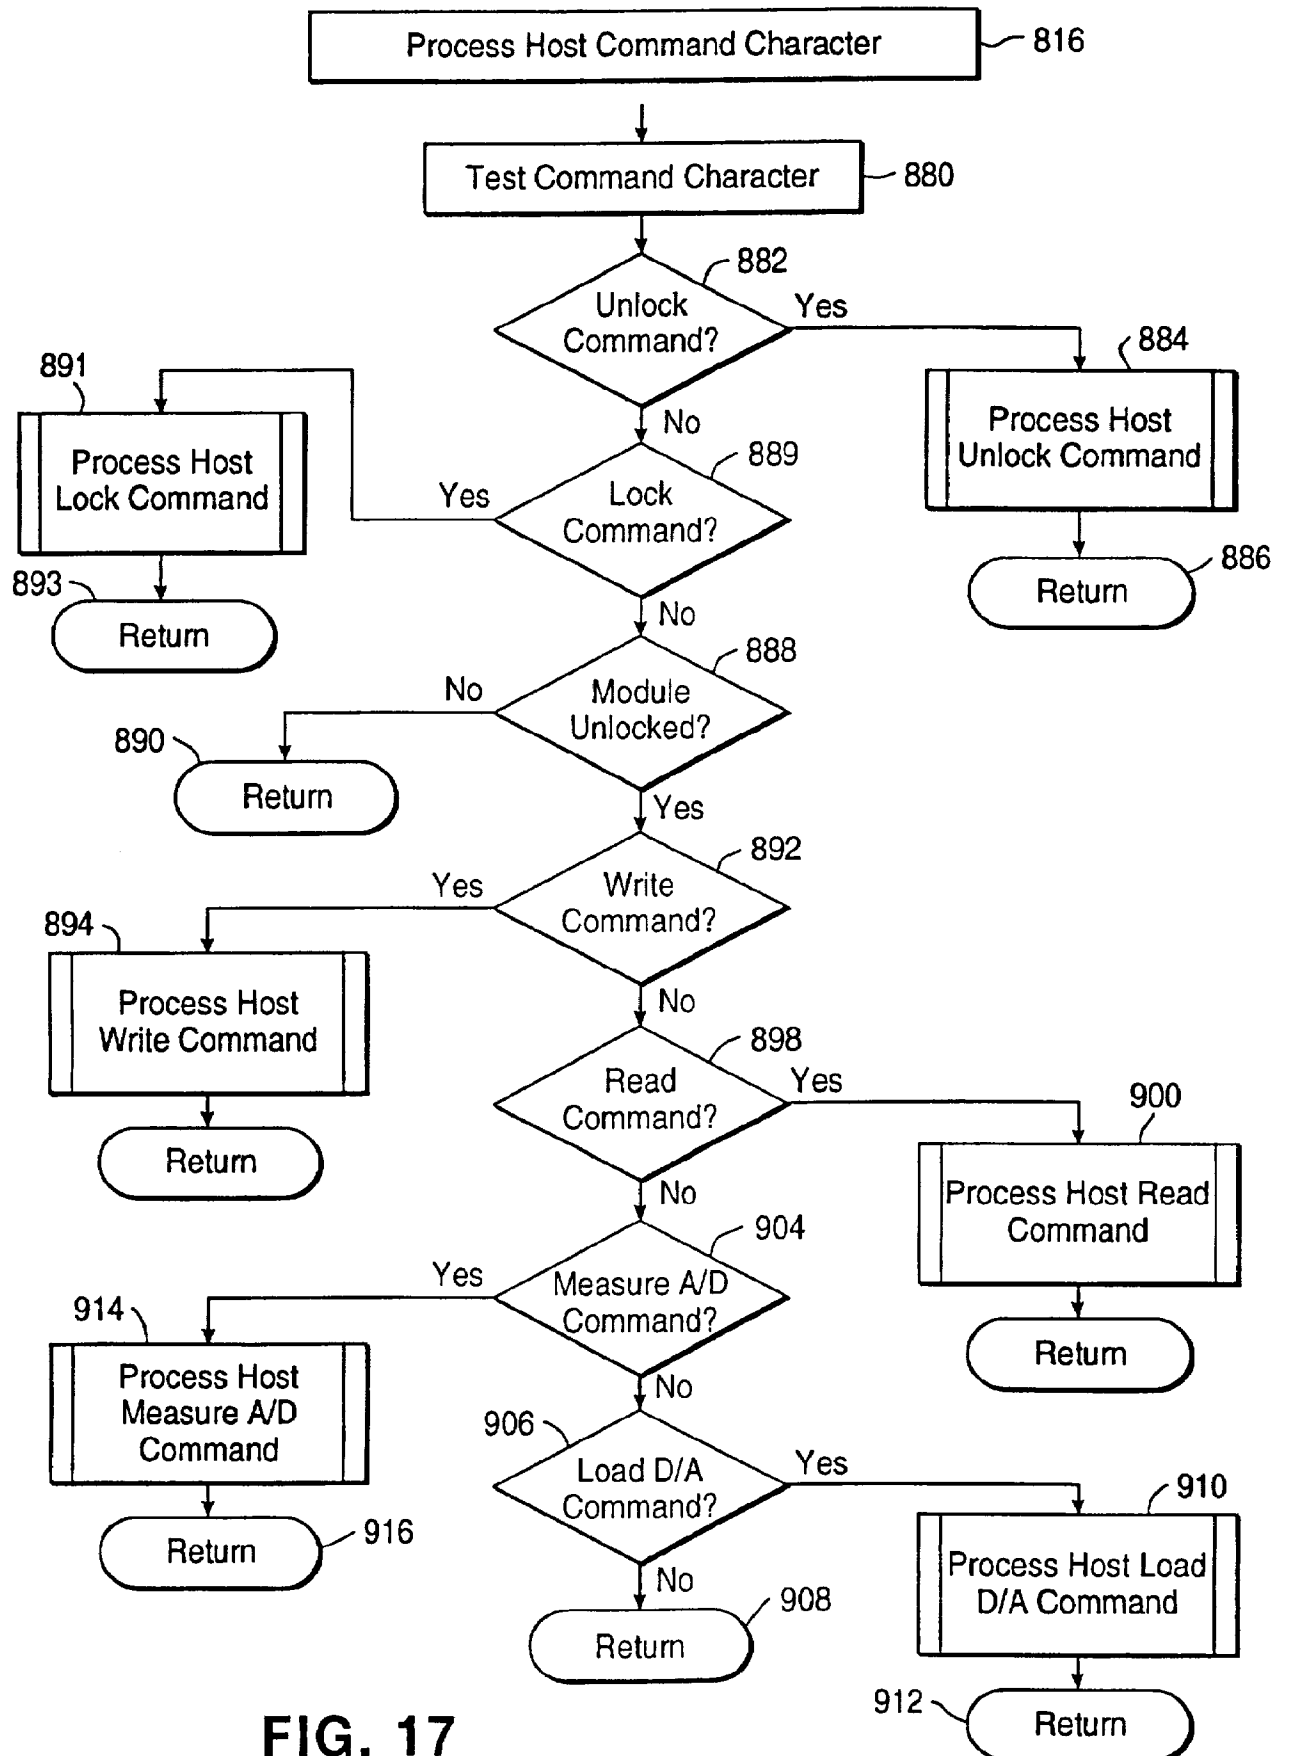 Process Host Command Character
816
Test Command Character
880
882
Unlock
Command?
Yes
884
Process Host
Unlock Command
886
Return
No
891
Process Host
Lock Command
893
Return
889
Lock
Command?
Yes
No
888
Module
Unlocked?
No
890
Return
Yes
892
Write
Command?
Yes
894
Process Host
Write Command
Return
No
898
Read
Command?
Yes
900
Process Host Read
Command
Return
No
904
Measure A/D
Command?
Yes
914
Process Host
Measure A/D
Command
916
Return
No
906
Load D/A
Command?
Yes
910
Process Host Load
D/A Command
912
Return
No
908
Return
FIG. 17